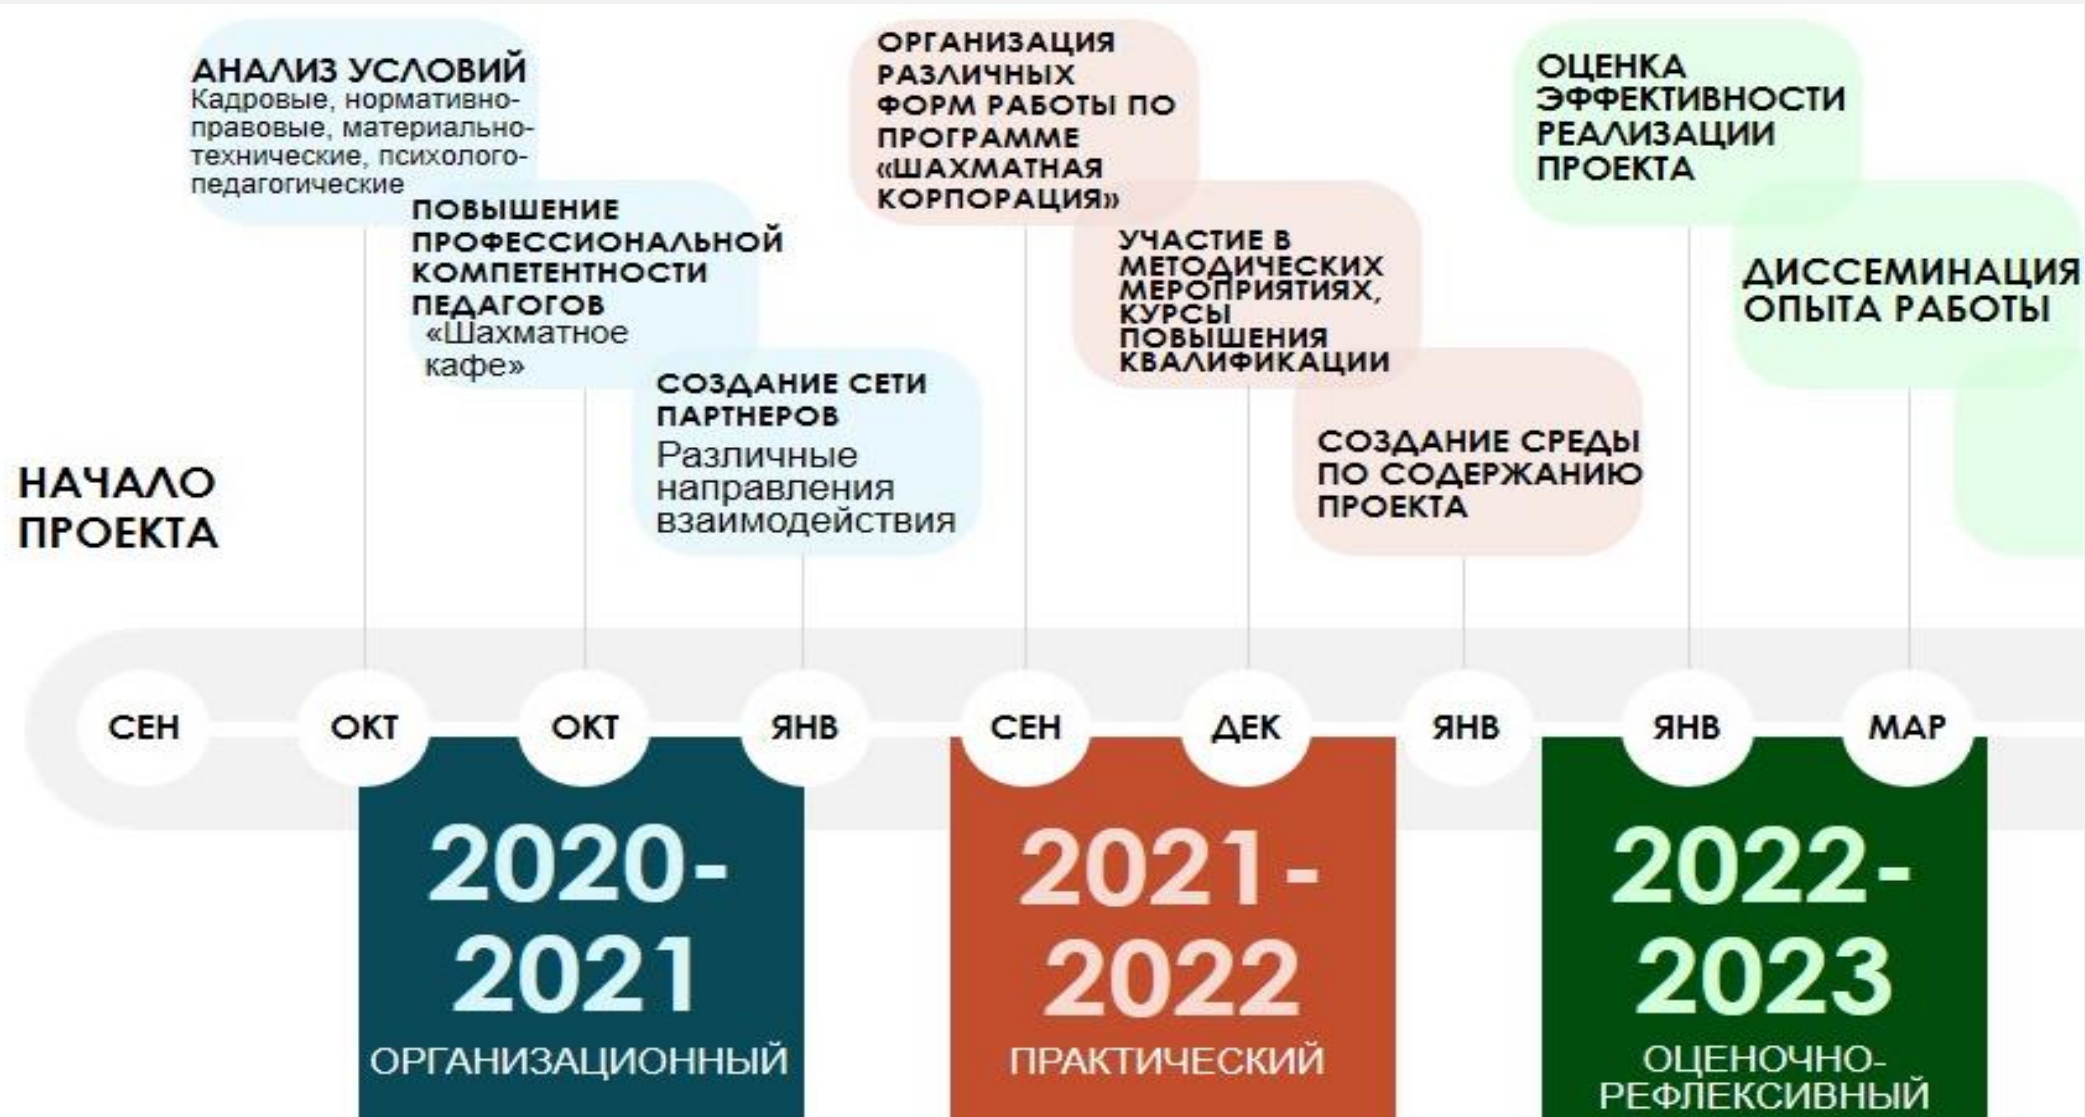 АНАЛИЗ УСЛОВИЙ
Кадровые, нормативно-
правовые, материально-
технические, психолого-
педагогические
ПОВЫШЕНИЕ
ПРОФЕССИОНАЛЬНОЙ
КОМПЕТЕНТНОСТИ
ПЕДАГОГОВ
«Шахматное
кафе»
СОЗДАНИЕ СЕТИ
ПАРТНЕРОВ
Различные
направления
взаимодействия
ОРГАНИЗАЦИЯ
РАЗЛИЧНЫХ
ФОРМ РАБОТЫ ПО
ПРОГРАММЕ
«ШАХМАТНАЯ
КОРПОРАЦИЯ»
УЧАСТИЕ В
МЕТОДИЧЕСКИХ
МЕРОПРИЯТИЯХ,
КУРСЫ
ПОВЫШЕНИЯ
КВАЛИФИКАЦИИ
СОЗДАНИЕ СРЕДЫ
ПО СОДЕРЖАНИЮ
ПРОЕКТА
ОЦЕНКА
ЭФФЕКТИВНОСТИ
РЕАЛИЗАЦИИ
ПРОЕКТА
ДИССЕМИНАЦИЯ
ОПЫТА РАБОТЫ
НАЧАЛО
ПРОЕКТА
СЕН ОКТ ОКТ ЯНВ СЕН ДЕК ЯНВ ЯНВ МАР
2020-
2021
ОРГАНИЗАЦИОННЫЙ
2021-
2022
ПРАКТИЧЕСКИЙ
2022-
2023
ОЦЕНОЧНО-
РЕФЛЕКСИВНЫЙ